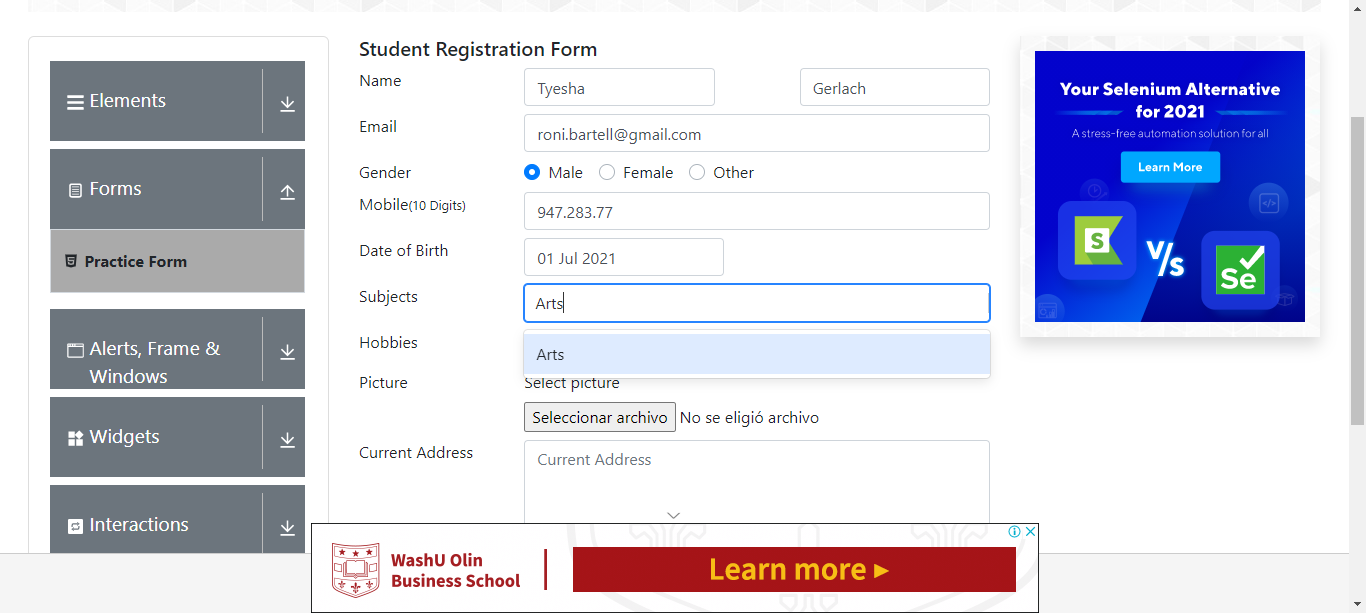 Elements
Forms
Practice Form
Alerts, Frame &
Windows
Widgets
Interactions
Student Registration Form
Name
Tyesha
Gerlach
Email
roni.bartell@gmail.com
Gender
Male
Female
Other
Mobile(10 Digits)
947.283.77
Date of Birth
01 Jul 2021
Subjects
Arts
Arts
Hobbies
Picture
Select picture
Seleccionar archivo No se eligió archivo
Current Address
Current Address
Your Selenium Alternative
for 2021
A stress-free automation solution for all
Learn More
S
V/s
Se
WashU Olin
Business School
Learn more ►